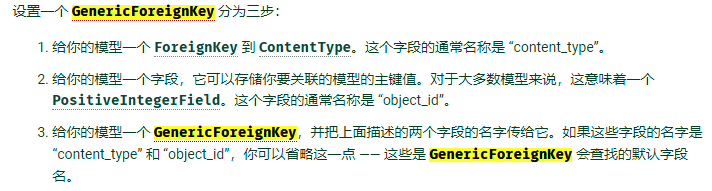 设置一个 GenericForeignKey 分为三步：
1. 给你的模型一个 ForeignKey 到 ContentType。这个字段的通常名称是 “content_type”。
2. 给你的模型一个字段，它可以存储你要关联的模型的主键值。对于大多数模型来说，这意味着一个
PositiveIntegerField。这个字段的通常名称是 “object_id”。
3. 给你的模型一个 GenericForeignKey，并把上面描述的两个字段的名字传给它。如果这些字段的名字是
“content_type” 和 “object_id”，你可以省略这一点 —— 这些是 GenericForeignKey 会查找的默认字段
名。